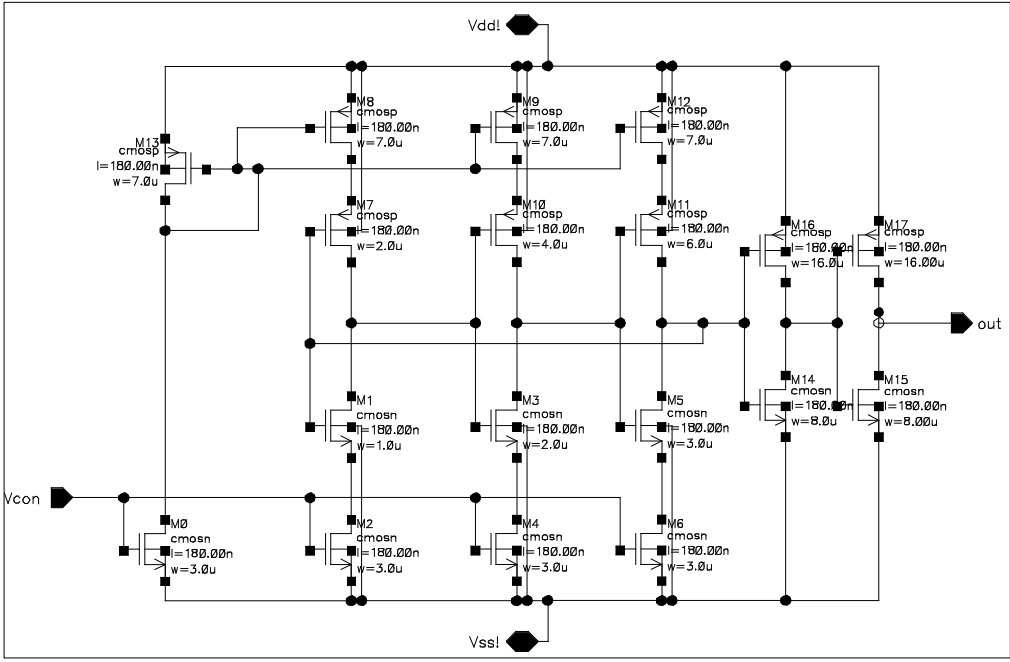 Vdd!
M8
cmosp
l=180.00n
w=7.0u
M9
cmosp
l=180.00n
w=7.0u
M12
cmosp
l=180.00n
w=7.0u
M13
cmosp
l=180.00n
w=7.0u
M7
cmosp
l=180.00n
w=2.0u
M10
cmosp
l=180.00n
w=4.0u
M11
cmosp
l=180.00n
w=6.0u
M16
cmosp
l=180.00n
w=16.0u
M17
cmosp
l=180.00n
w=16.00u
out
M1
cmosn
l=180.00n
w=1.0u
M3
cmosn
l=180.00n
w=2.0u
M5
cmosn
l=180.00n
w=3.0u
M14
cmosn
l=180.00n
w=8.0u
M15
cmosn
l=180.00n
w=8.00u
Vcon
M0
cmosn
l=180.00n
w=3.0u
M2
cmosn
l=180.00n
w=3.0u
M4
cmosn
l=180.00n
w=3.0u
M6
cmosn
l=180.00n
w=3.0u
Vss!